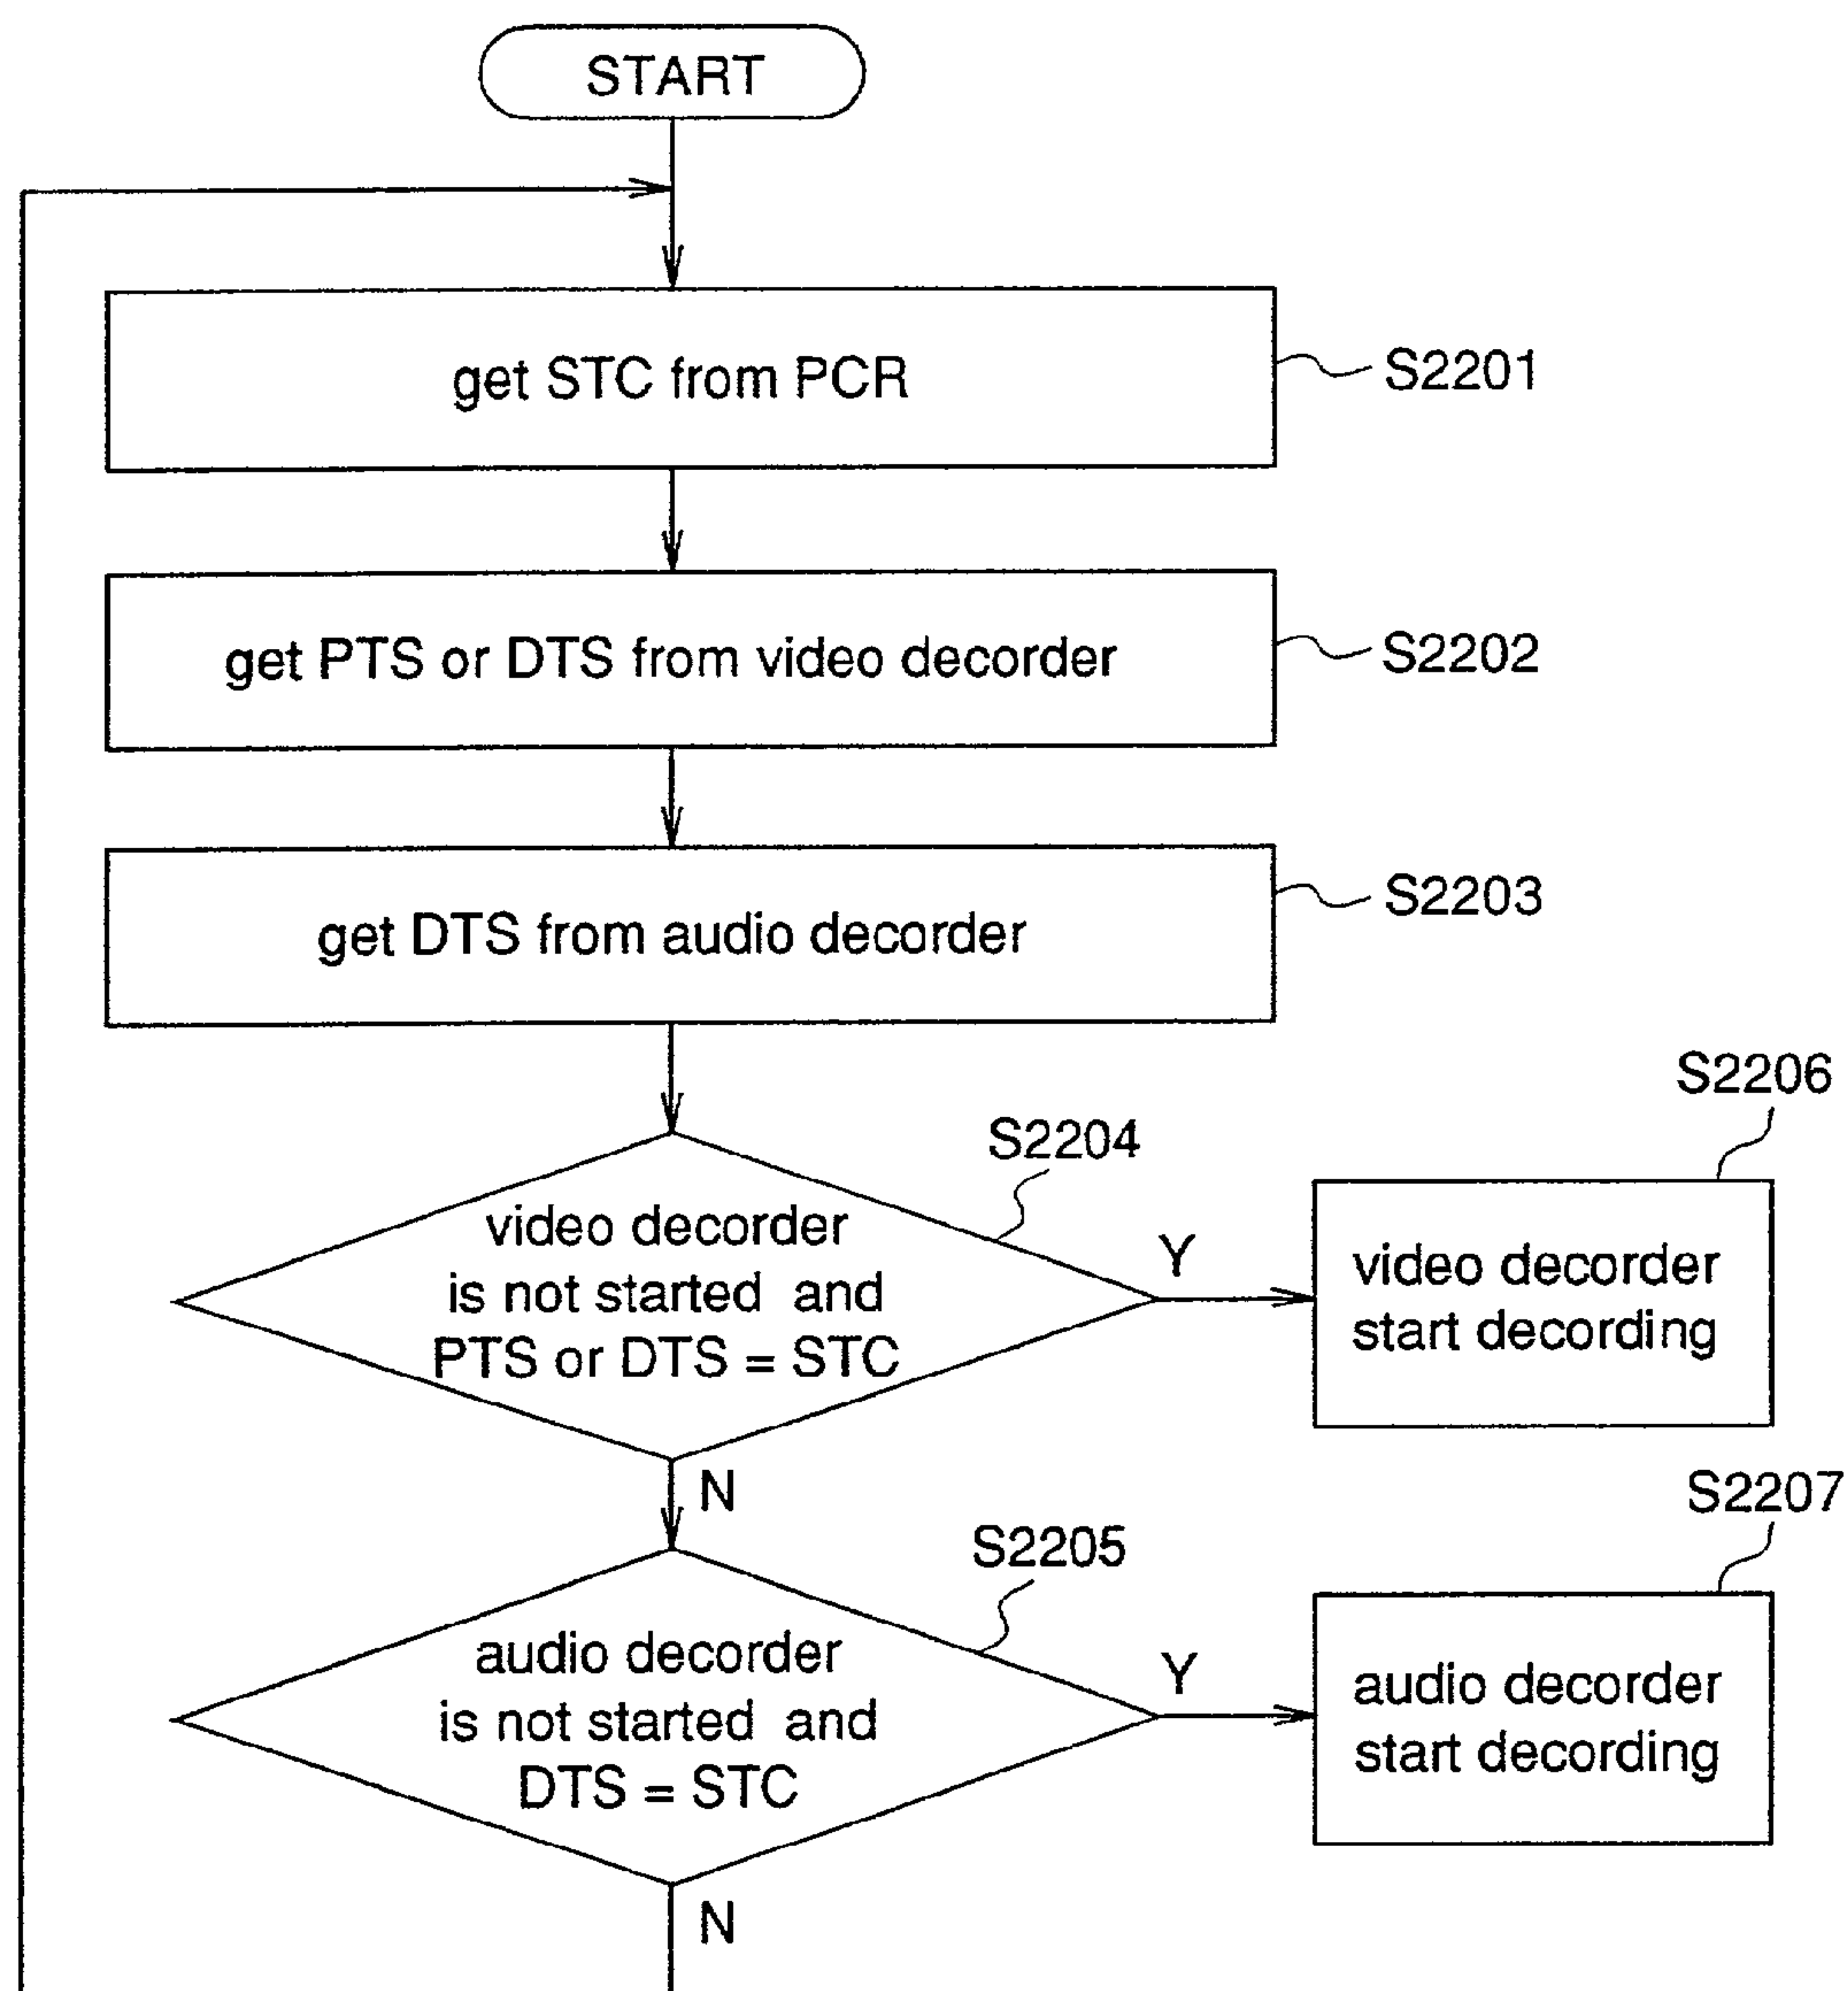 START
get STC from PCR
S2201
get PTS or DTS from video decorder
S2202
get DTS from audio decorder
S2203
S2204
video decorder
is not started and
PTS or DTS = STC
Y
S2206
video decorder
start decording
N
S2205
audio decorder
is not started and
DTS = STC
Y
S2207
audio decorder
start decording
N